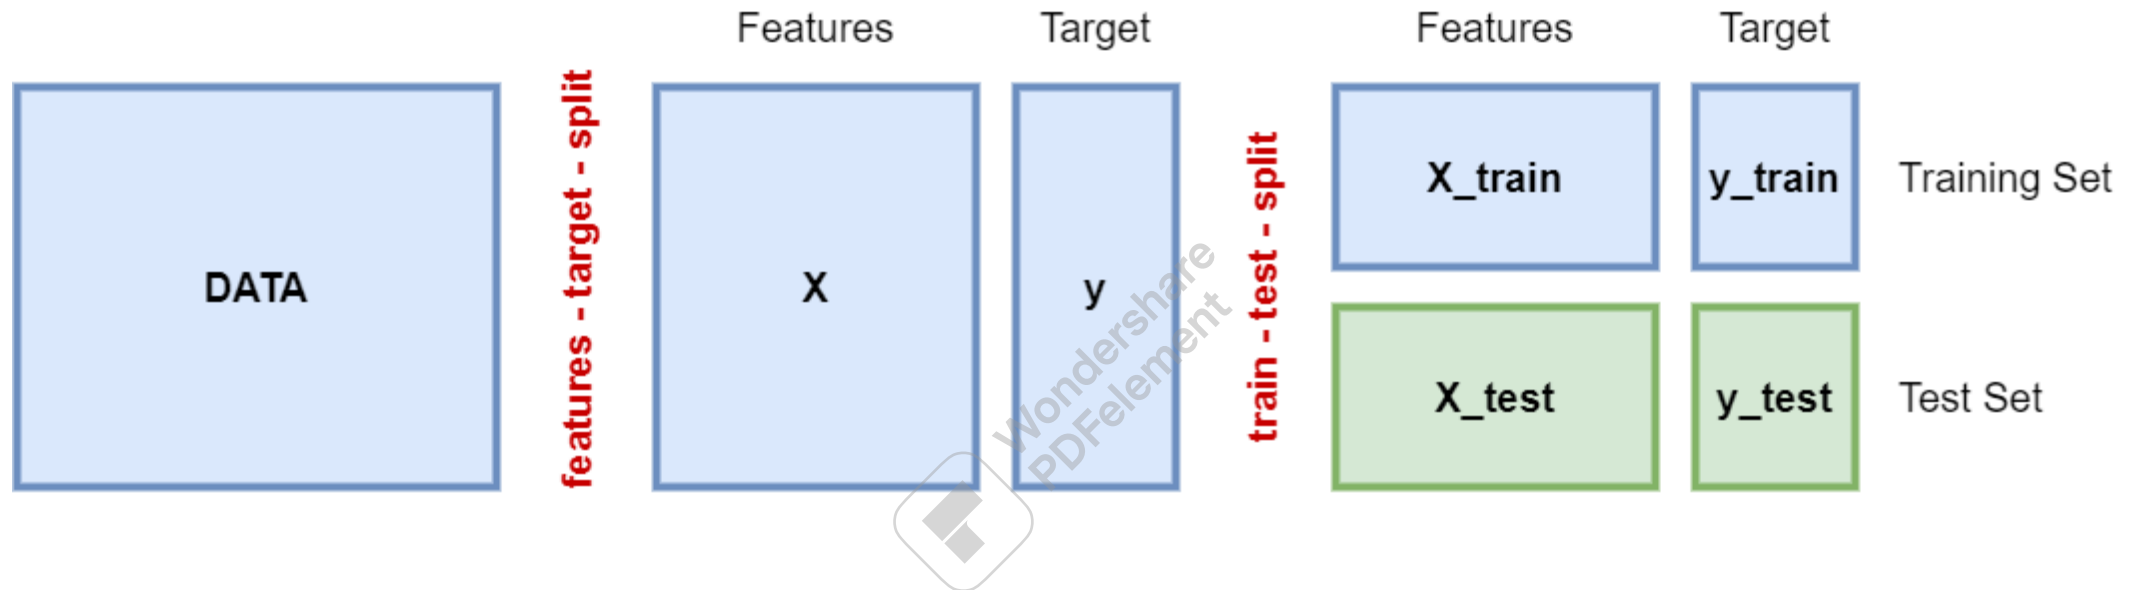 Features
Target
Features
Target
DATA
features - target - split
X
y
train - test - split
X_train
y_train
Training Set
X_test
y_test
Test Set
Wondershare
PDFelement